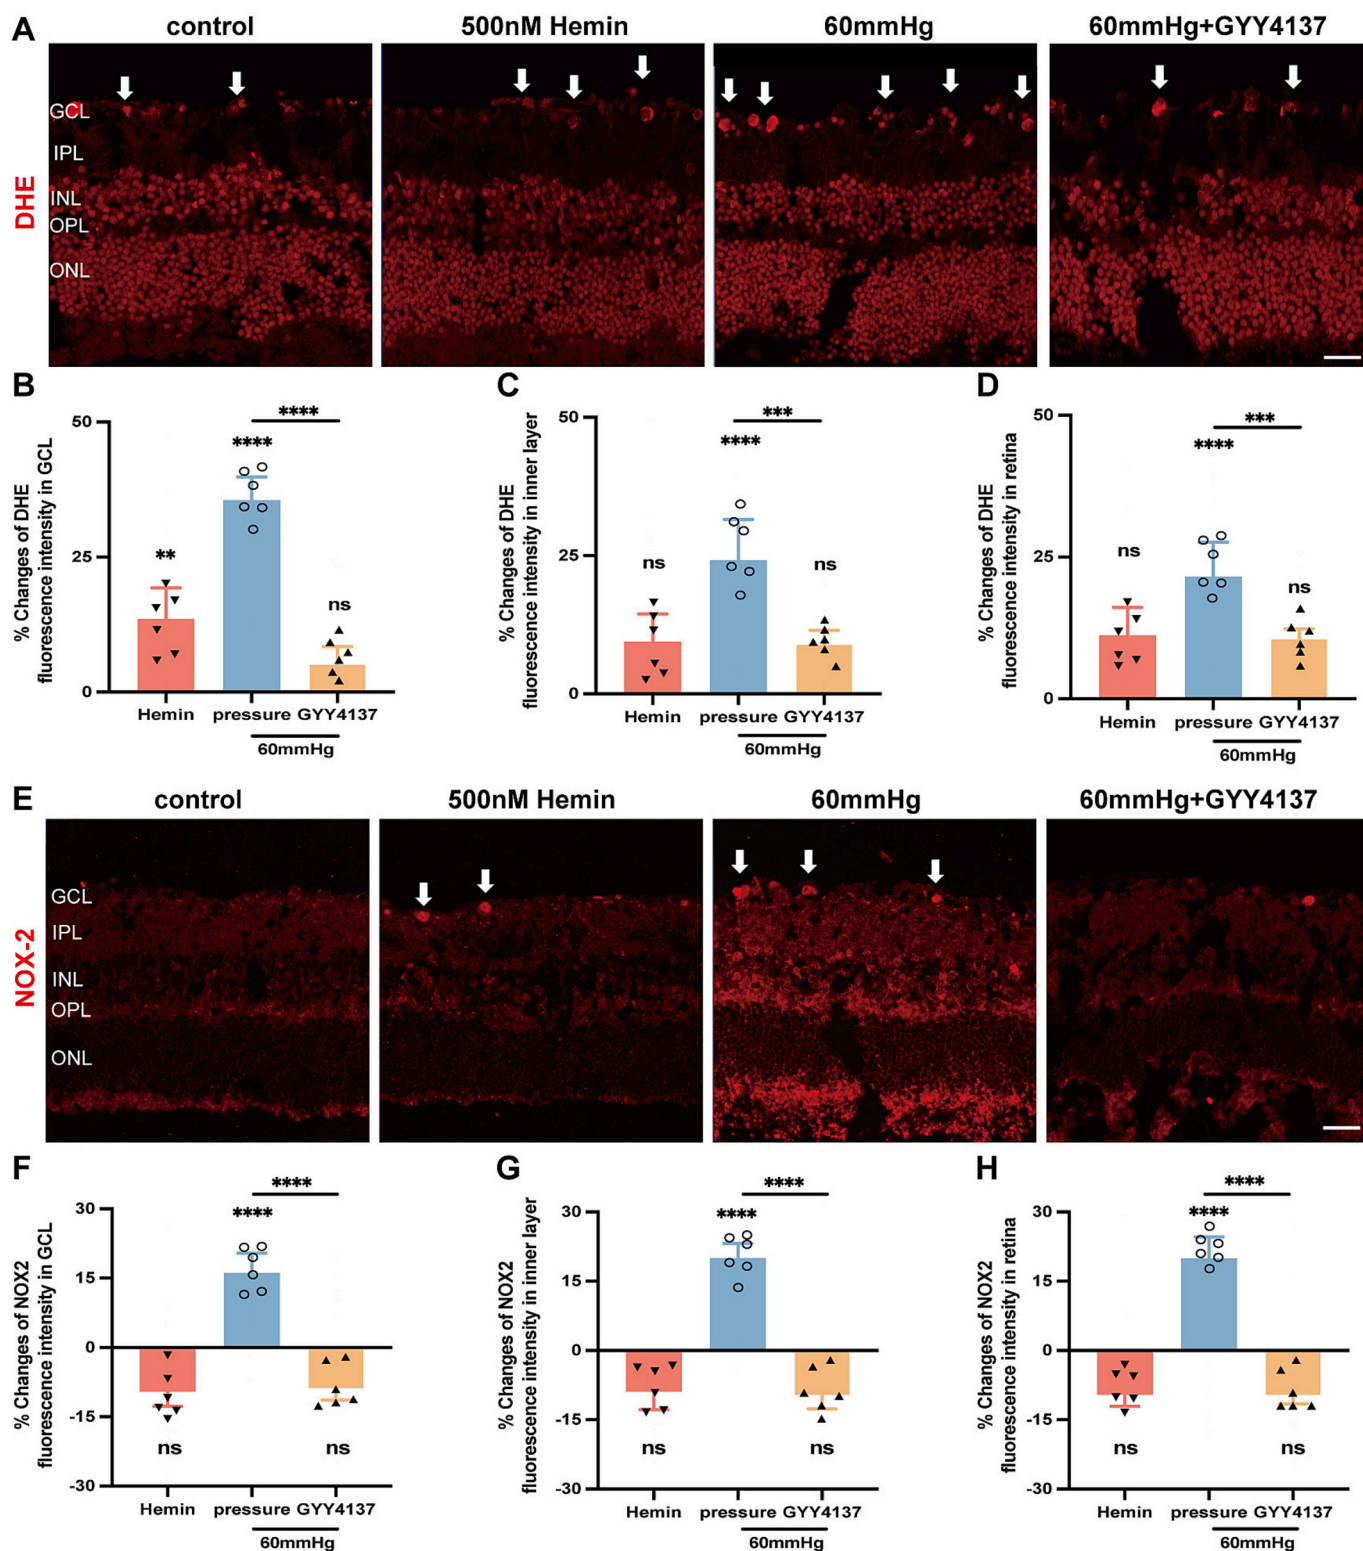 A
control
500nM Hemin
60mmHg
60mmHg+GYY4137
DHE
GCL
IPL
INL
OPL
ONL
B
% Changes of DHE
fluorescence intensity in GCL
50
25
0
**
****
****
ns
Hemin
pressure
GYY4137
60mmHg
C
% Changes of DHE
fluorescence intensity in inner layer
50
25
0
ns
****
***
ns
Hemin
pressure
GYY4137
60mmHg
D
% Changes of DHE
fluorescence intensity in retina
50
25
0
ns
****
***
ns
Hemin
pressure
GYY4137
60mmHg
E
control
500nM Hemin
60mmHg
60mmHg+GYY4137
NOX-2
GCL
IPL
INL
OPL
ONL
F
% Changes of NOX2
fluorescence intensity in GCL
30
15
0
-15
-30
****
****
ns
ns
Hemin
pressure
GYY4137
60mmHg
G
% Changes of NOX2
fluorescence intensity in inner layer
30
15
0
-15
-30
****
****
ns
ns
Hemin
pressure
GYY4137
60mmHg
H
% Changes of NOX2
fluorescence intensity in retina
30
15
0
-15
-30
****
****
ns
ns
Hemin
pressure
GYY4137
60mmHg